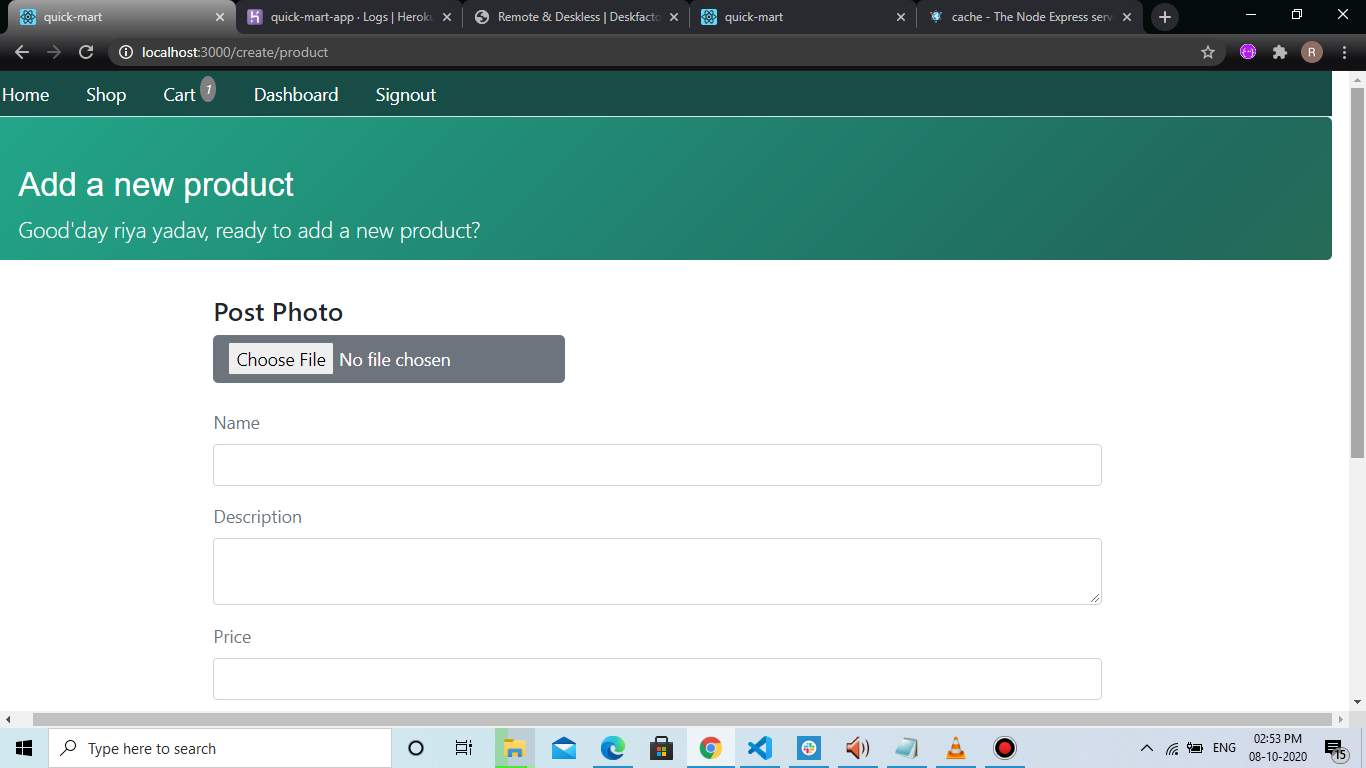 quick-mart
quick-mart-app · Logs | Heroku
Remote & Deskless | Deskfacto
quick-mart
cache - The Node Express serv
localhost:3000/create/product
R
Home Shop Cart 1 Dashboard Signout
Add a new product
Good'day riya yadav, ready to add a new product?
Post Photo
Choose File No file chosen
Name
Description
Price
Type here to search
ENG
02:53 PM
08-10-2020
15